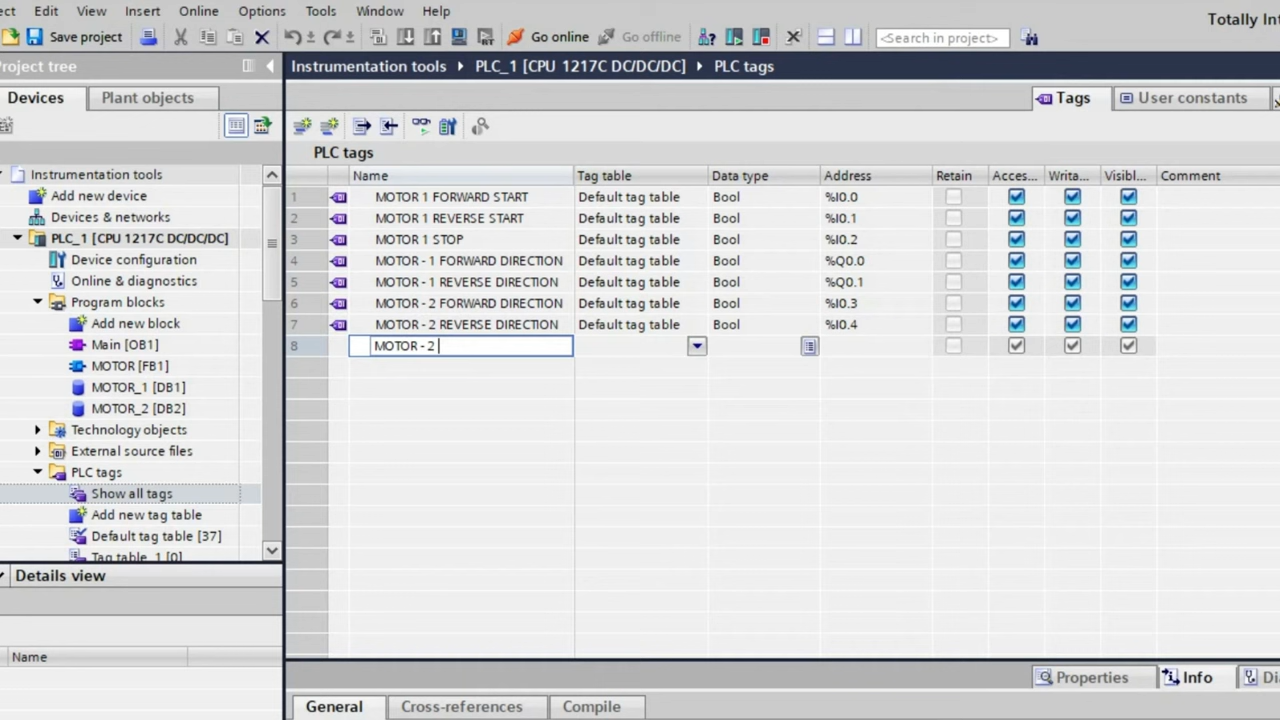 ect Edit View Insert Online Options Tools Window Help
Totally Int
Save project Go online Go offline <Search in project>
Project tree
Instrumentation tools PLC_1 [CPU 1217C DC/DC/DC] PLC tags
Devices Plant objects
Tags User constants
PLC tags
Name Tag table Data type Address Retain Acces... Writa... Visibl... Comment
1 MOTOR 1 FORWARD START Default tag table Bool %I0.0
2 MOTOR 1 REVERSE START Default tag table Bool %I0.1
3 MOTOR 1 STOP Default tag table Bool %I0.2
4 MOTOR - 1 FORWARD DIRECTION Default tag table Bool %Q0.0
5 MOTOR - 1 REVERSE DIRECTION Default tag table Bool %Q0.1
6 MOTOR - 2 FORWARD DIRECTION Default tag table Bool %I0.3
7 MOTOR - 2 REVERSE DIRECTION Default tag table Bool %I0.4
8 MOTOR - 2
Instrumentation tools
Add new device
Devices & networks
PLC_1 [CPU 1217C DC/DC/DC]
Device configuration
Online & diagnostics
Program blocks
Add new block
Main [OB1]
MOTOR [FB1]
MOTOR_1 [DB1]
MOTOR_2 [DB2]
Technology objects
External source files
PLC tags
Show all tags
Add new tag table
Default tag table [37]
Tag table_1 [0]
Details view
Name
Properties Info Di
General Cross-references Compile